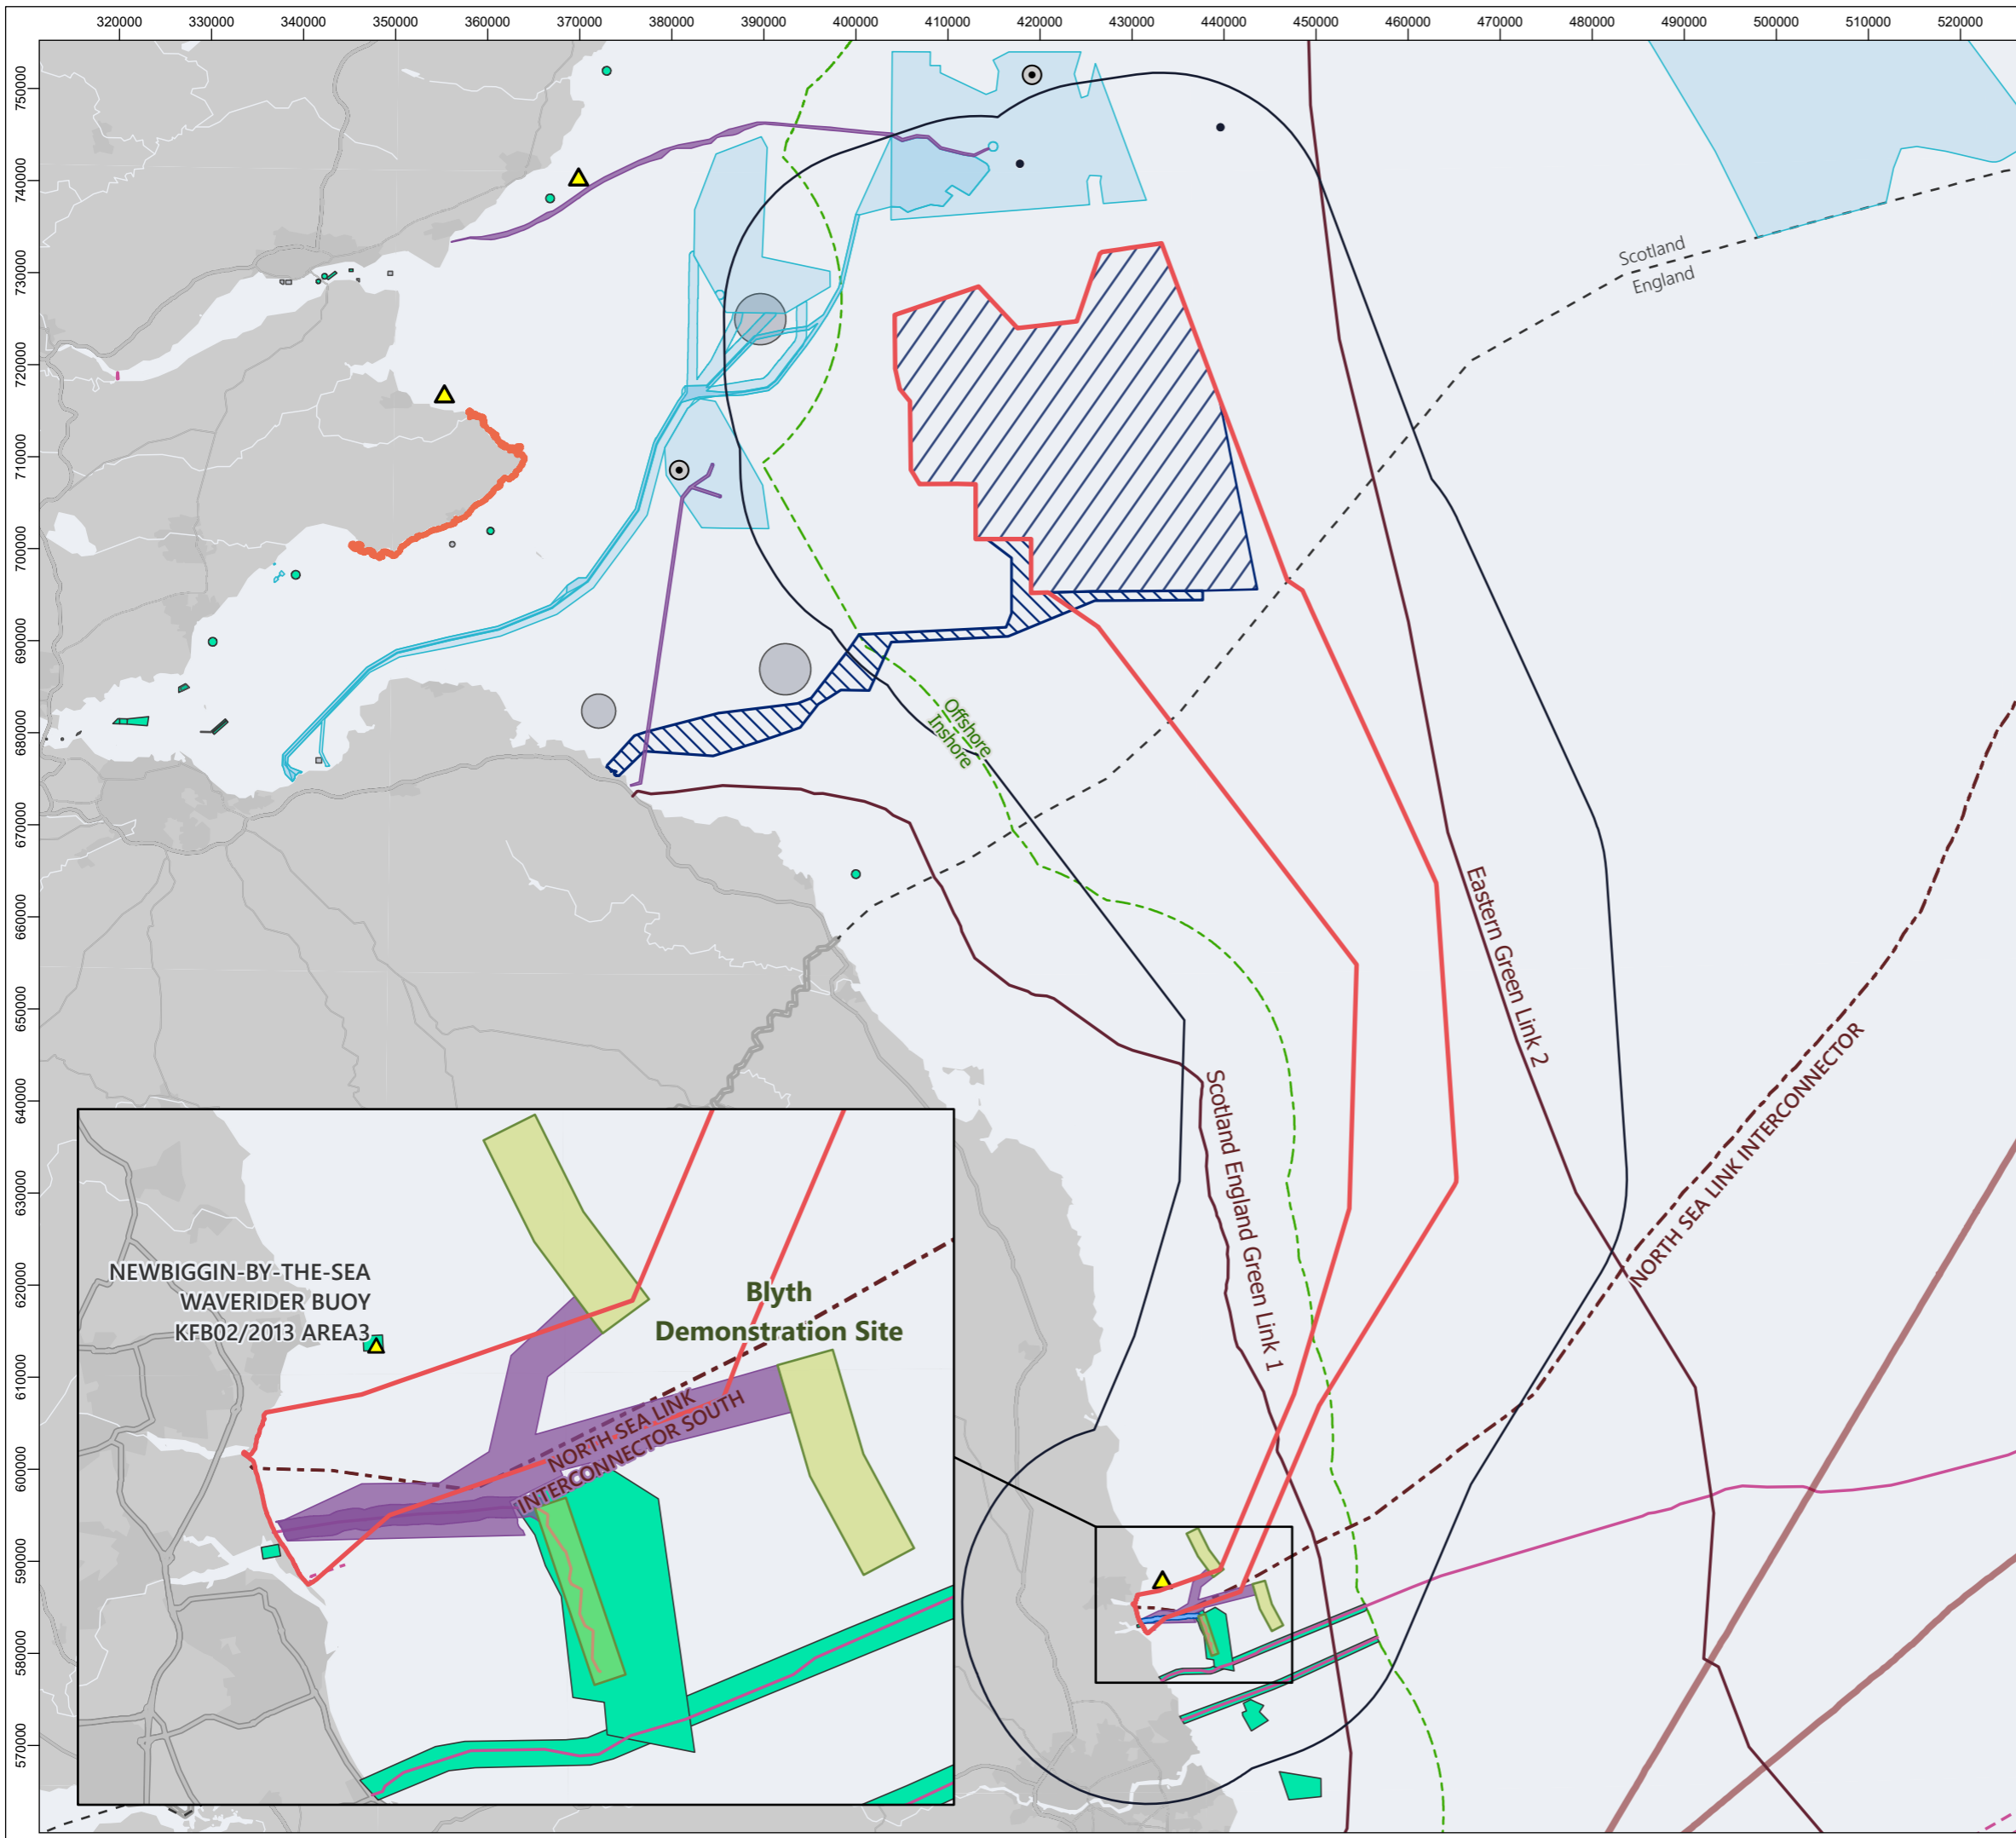 320000 330000 340000 350000 360000 370000 380000 390000 400000 410000 420000 430000 440000 450000 460000 470000 480000 490000 500000 510000 520000
750000
740000
730000
720000
710000
700000
690000
680000
670000
660000
650000
640000
630000
620000
610000
600000
590000
580000
570000
Scotland
England
Offshore
Inshore
Eastern Green Link 2
Scotland England Green Link 1
NORTH SEA LINK INTERCONNECTOR
NEWBIGGIN-BY-THE-SEA
WAVERIDER BUOY
KFB02/2013 AREA3
Blyth
Demonstration Site
NORTH SEA LINK
INTERCONNECTOR SOUTH